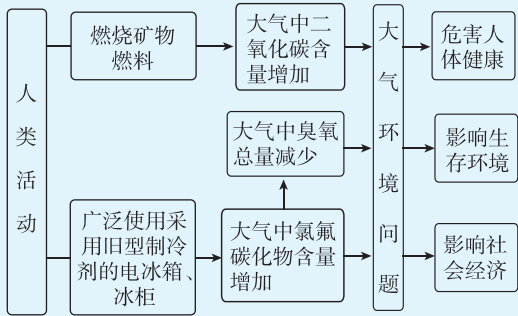 人类活动
燃烧矿物
燃料
大气中二
氧化碳含
量增加
大气中臭氧
总量减少
广泛使用采
用旧型制冷
剂的电冰箱、
冰柜
大气中氯氟
碳化物含量
增加
大气环境问题
危害人
体健康
影响生
存环境
影响社
会经济